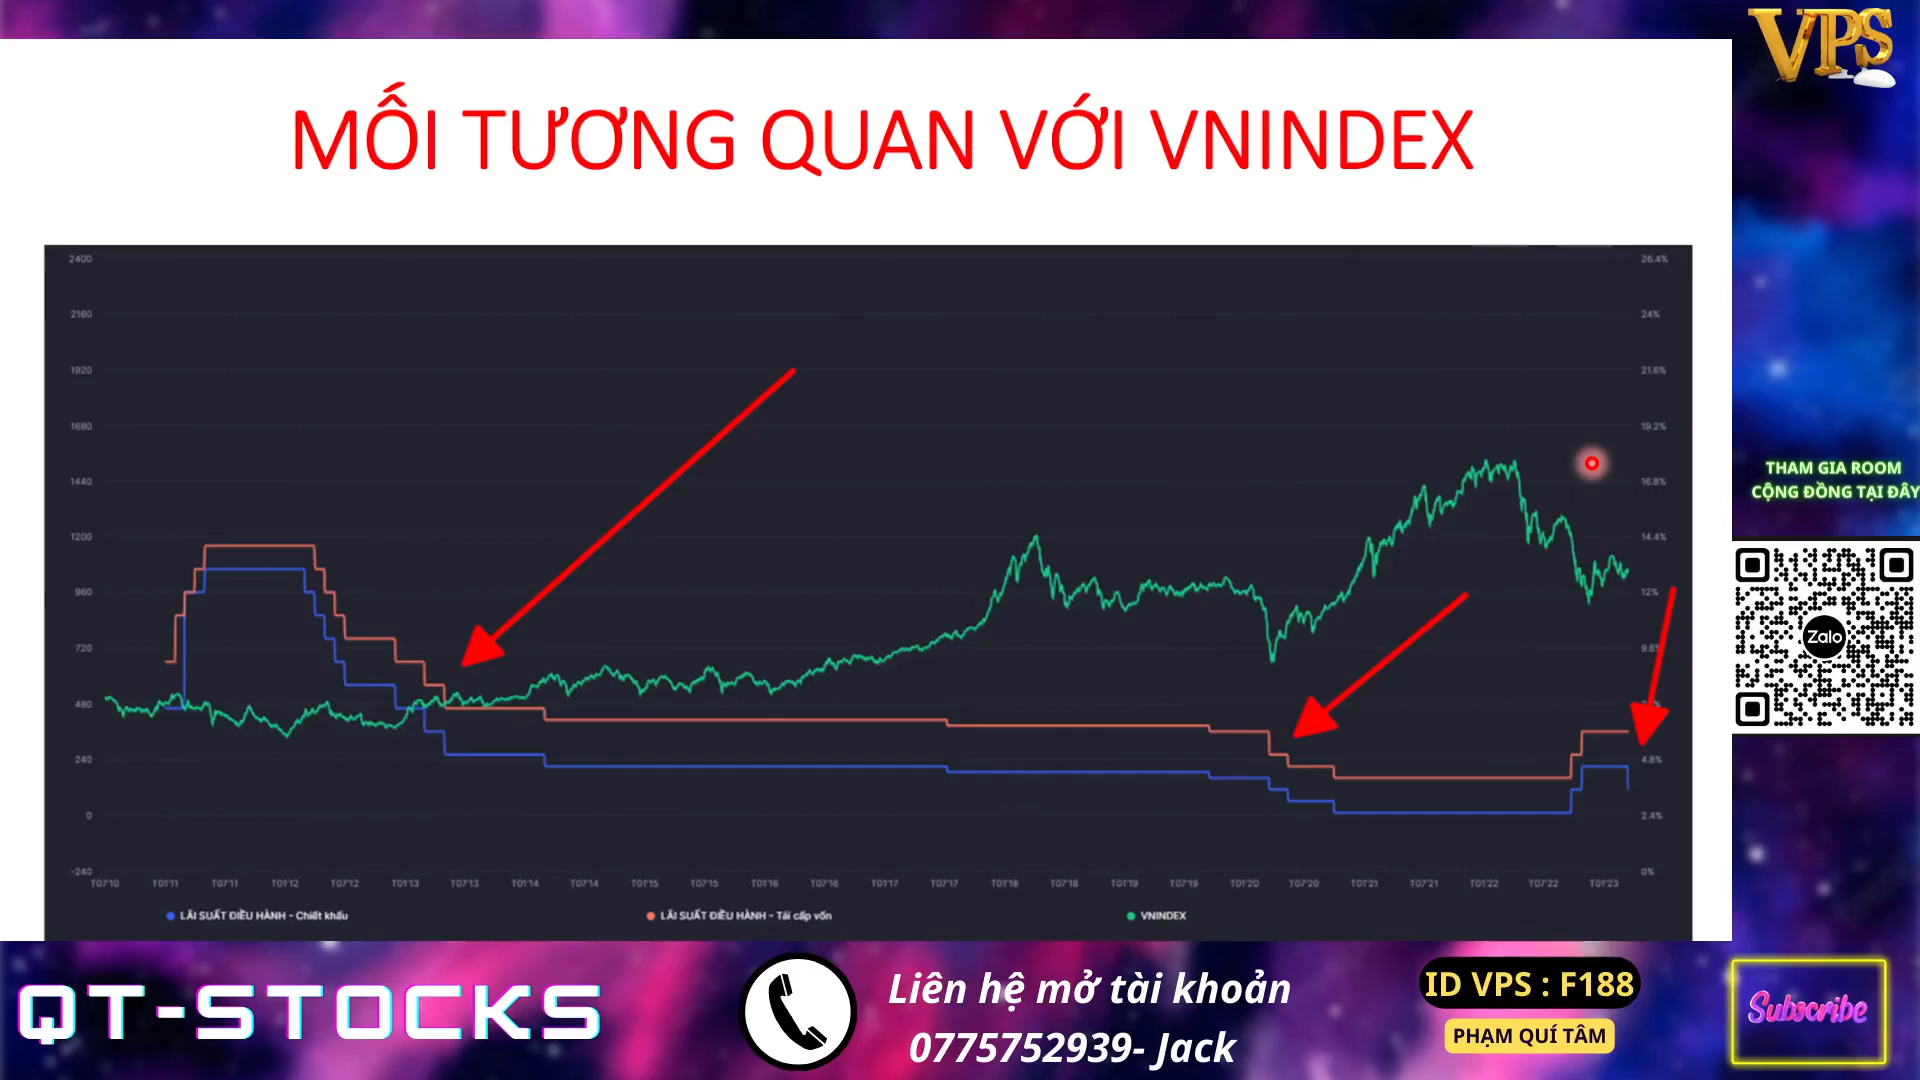 VPS
MỐI TƯƠNG QUAN VỚI VNINDEX
2400
2160
1920
1680
1440
1200
960
720
480
240
0
-240
26.4%
24%
21.6%
19.2%
16.8%
14.4%
12%
9.6%
4.8%
2.4%
0%
T07'10 T01'11 T07'11 T01'12 T07'12 T01'13 T07'13 T01'14 T07'14 T01'15 T07'15 T01'16 T07'16 T01'17 T07'17 T01'18 T07'18 T01'19 T07'19 T01'20 T07'20 T01'21 T07'21 T01'22 T07'22 T01'23
LÃI SUẤT ĐIỀU HÀNH - Chiết khấu LÃI SUẤT ĐIỀU HÀNH - Tái cấp vốn VNINDEX
THAM GIA ROOM
CỘNG ĐỒNG TẠI ĐÂY
Zalo
QT-STOCKS
Liên hệ mở tài khoản
0775752939- Jack
ID VPS : F188
PHẠM QUÍ TÂM
Subscribe